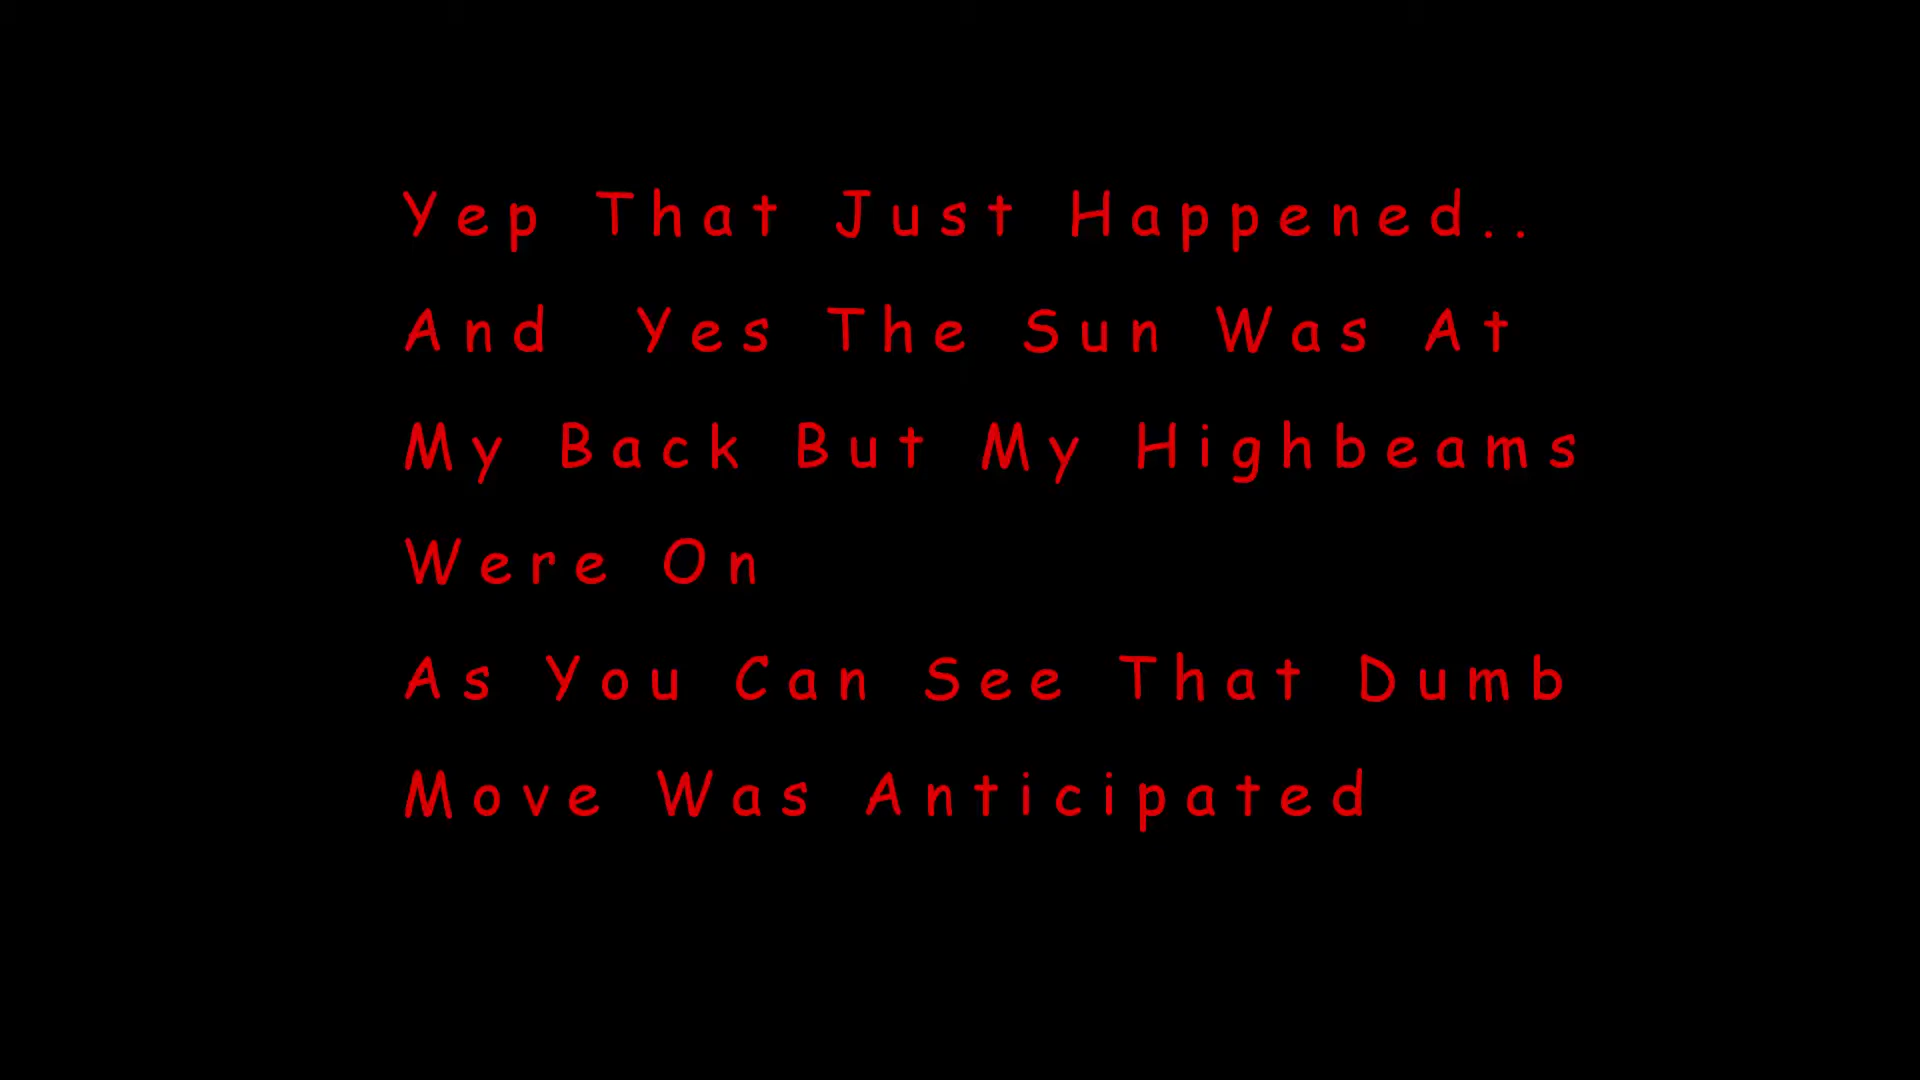 Yep That Just Happened..
And  Yes The Sun Was At
My Back But My Highbeams
Were On
As You Can See That Dumb
Move Was Anticipated